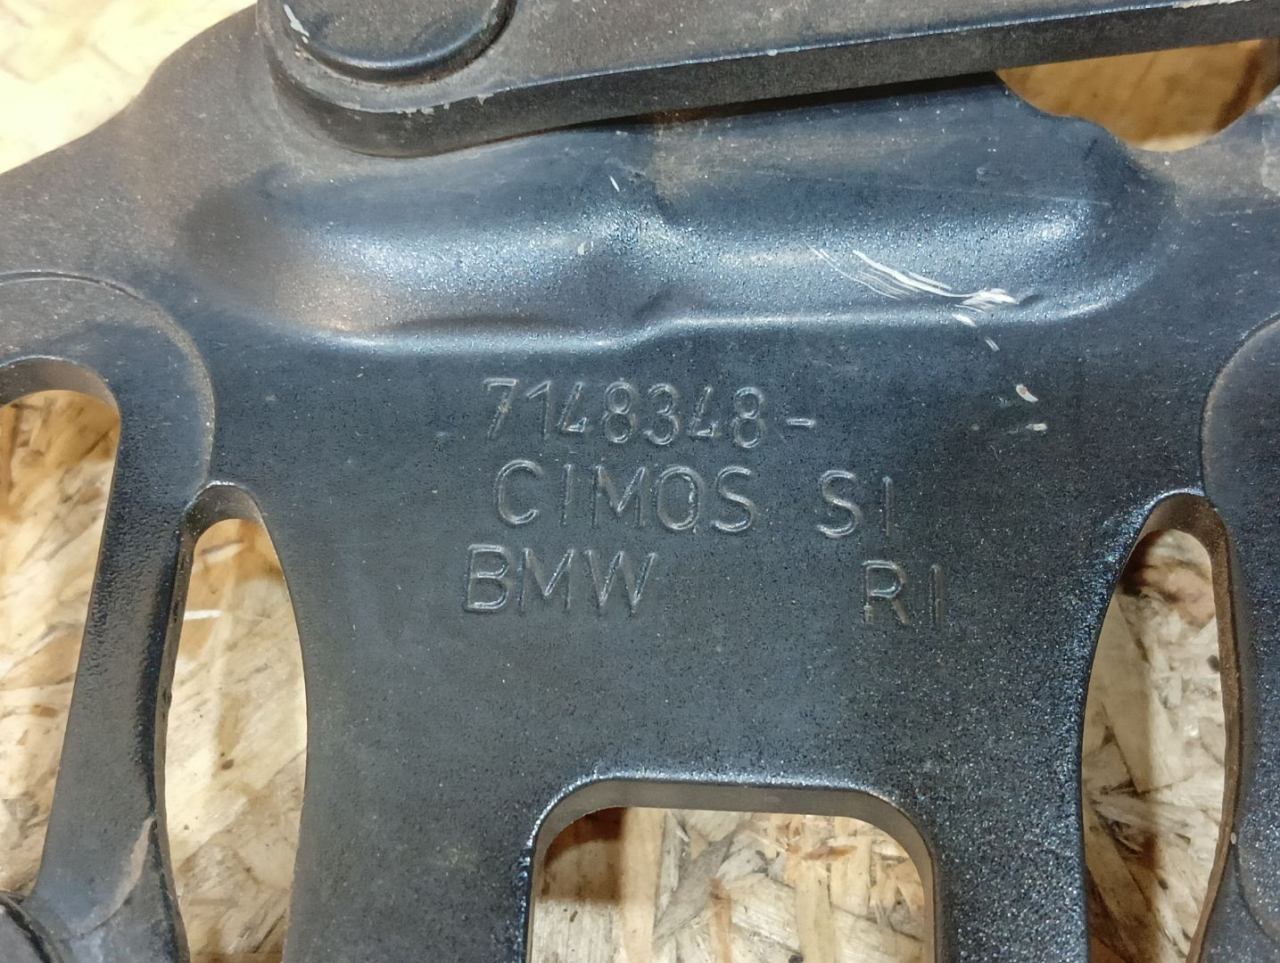 7148348-
CIMOS SI
BMW RI